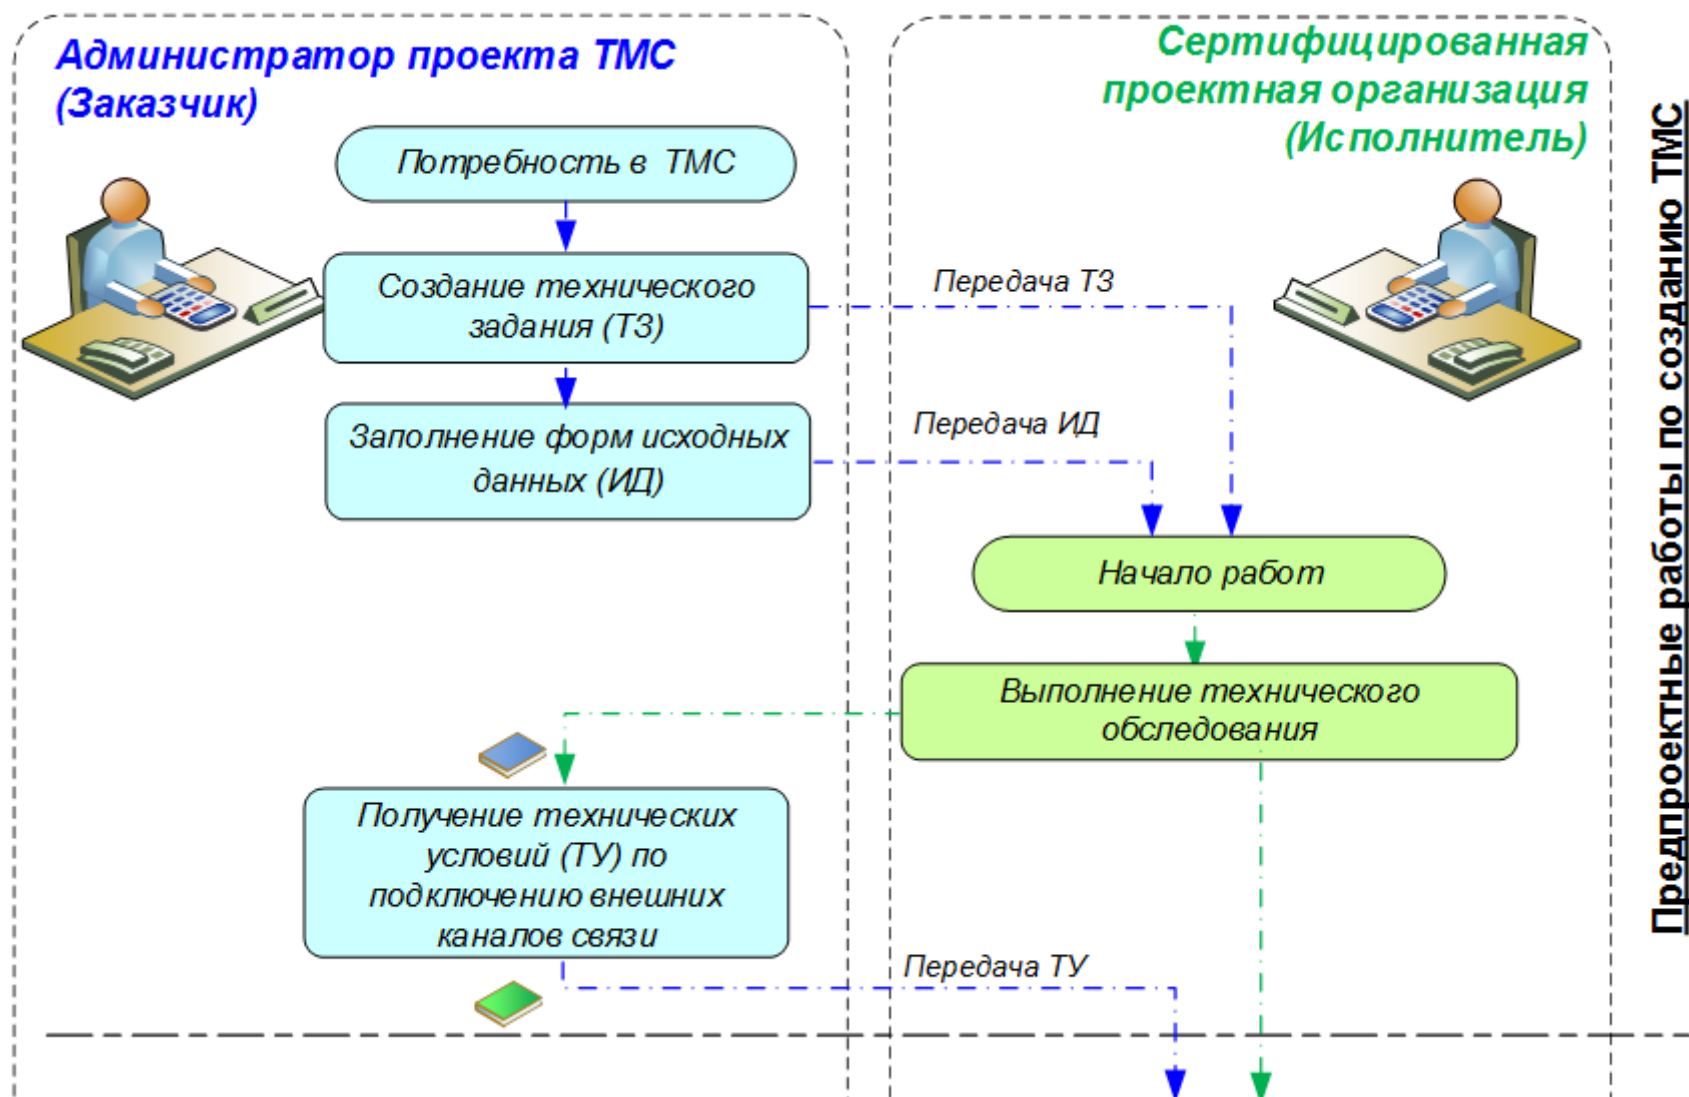 Администратор проекта ТМС
(Заказчик)
Сертифицированная
проектная организация
(Исполнитель)
Потребность в ТМС
Создание технического
задания (ТЗ)
Передача ТЗ
Заполнение форм исходных
данных (ИД)
Передача ИД
Начало работ
Выполнение технического
обследования
Получение технических
условий (ТУ) по
подключению внешних
каналов связи
Передача ТУ
Предпроектные работы по созданию ТМС